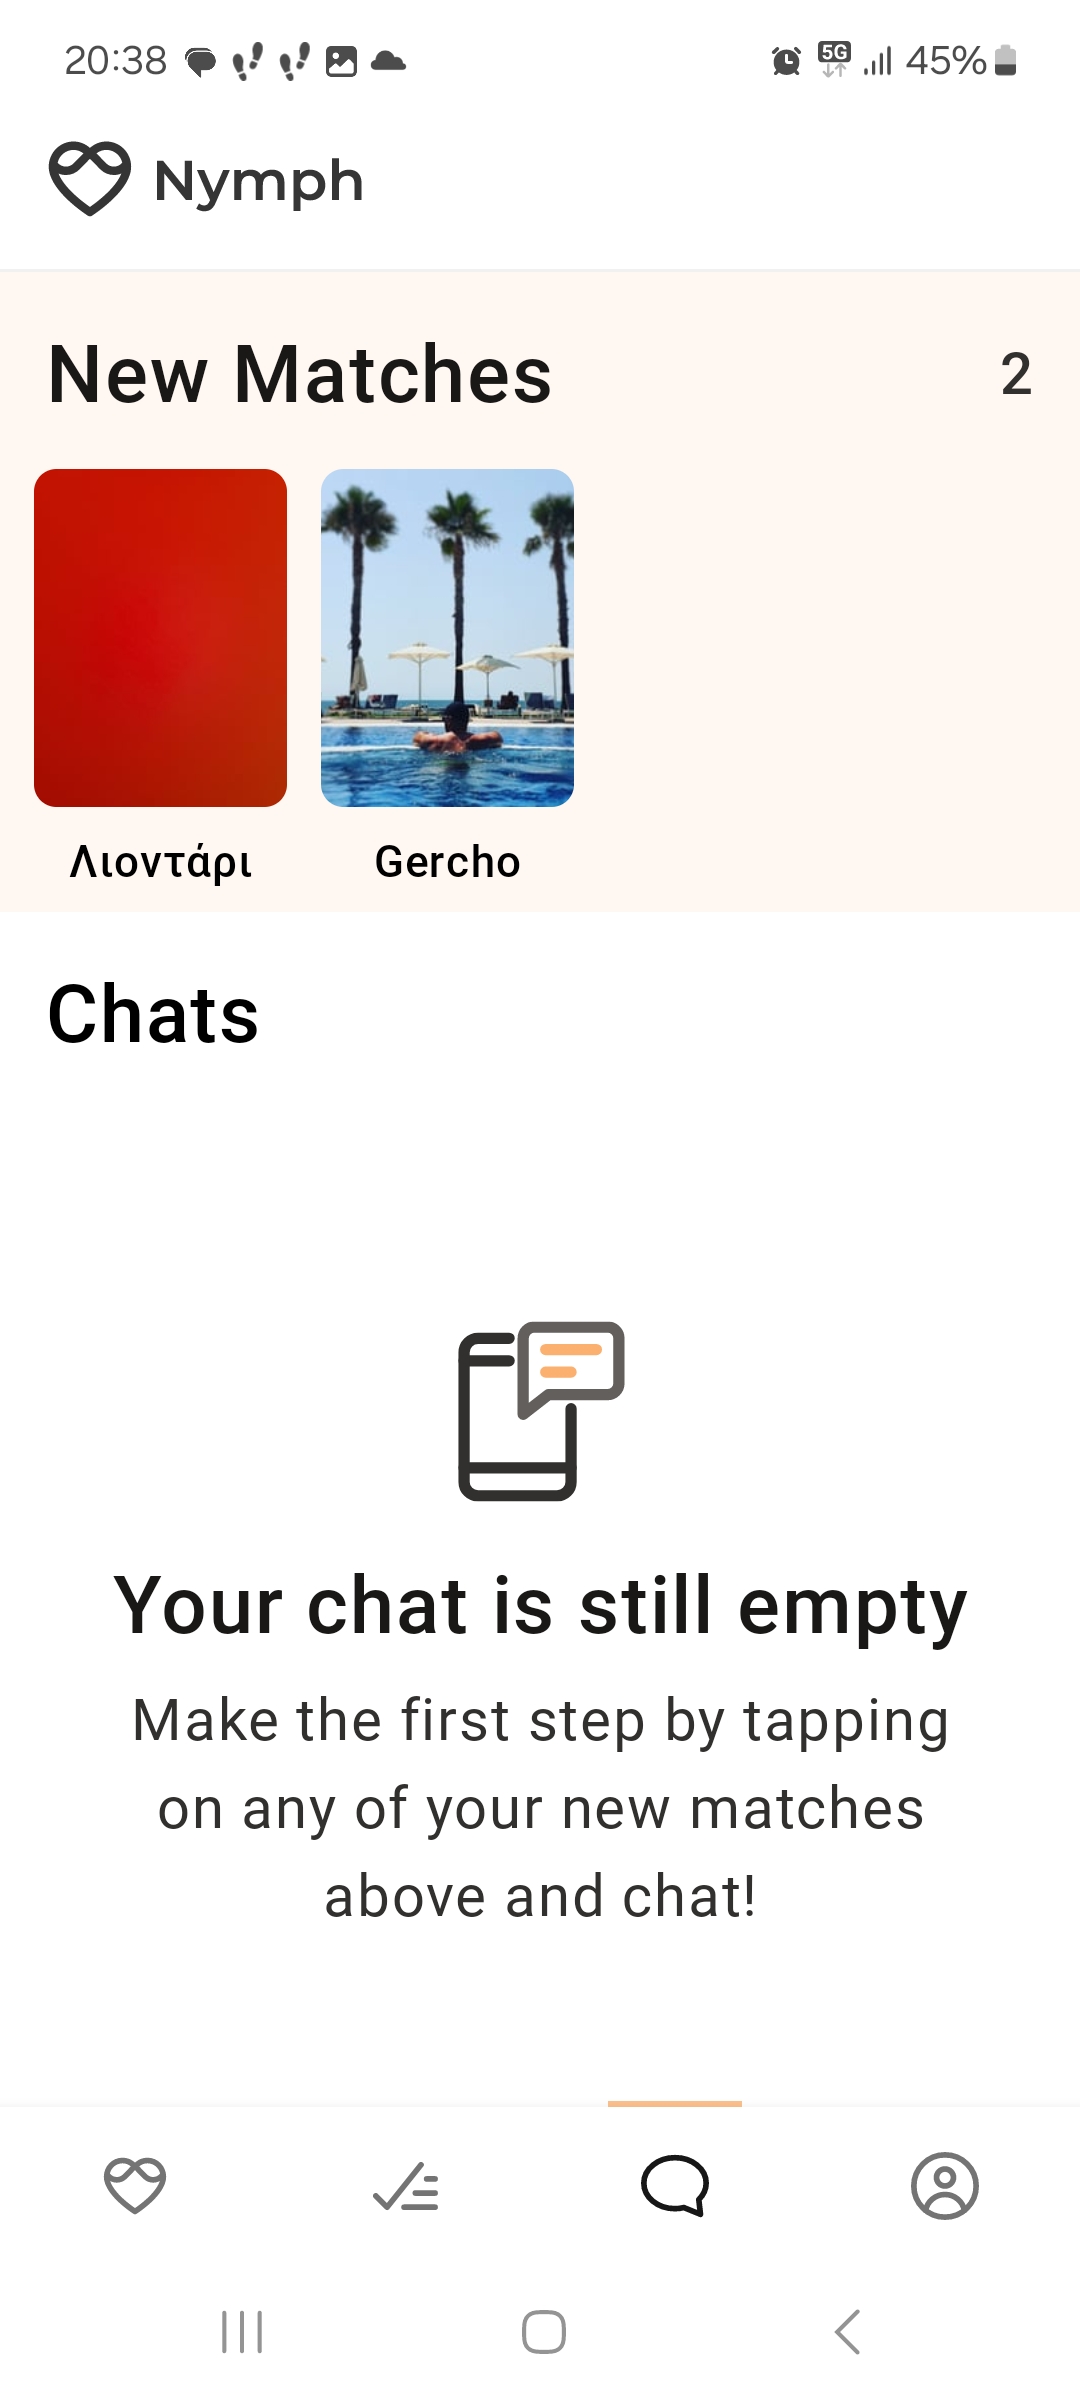 20:38
5G
45%
Nymph
New Matches
2
Λιοντάρι
Gercho
Chats
Your chat is still empty
Make the first step by tapping
on any of your new matches
above and chat!